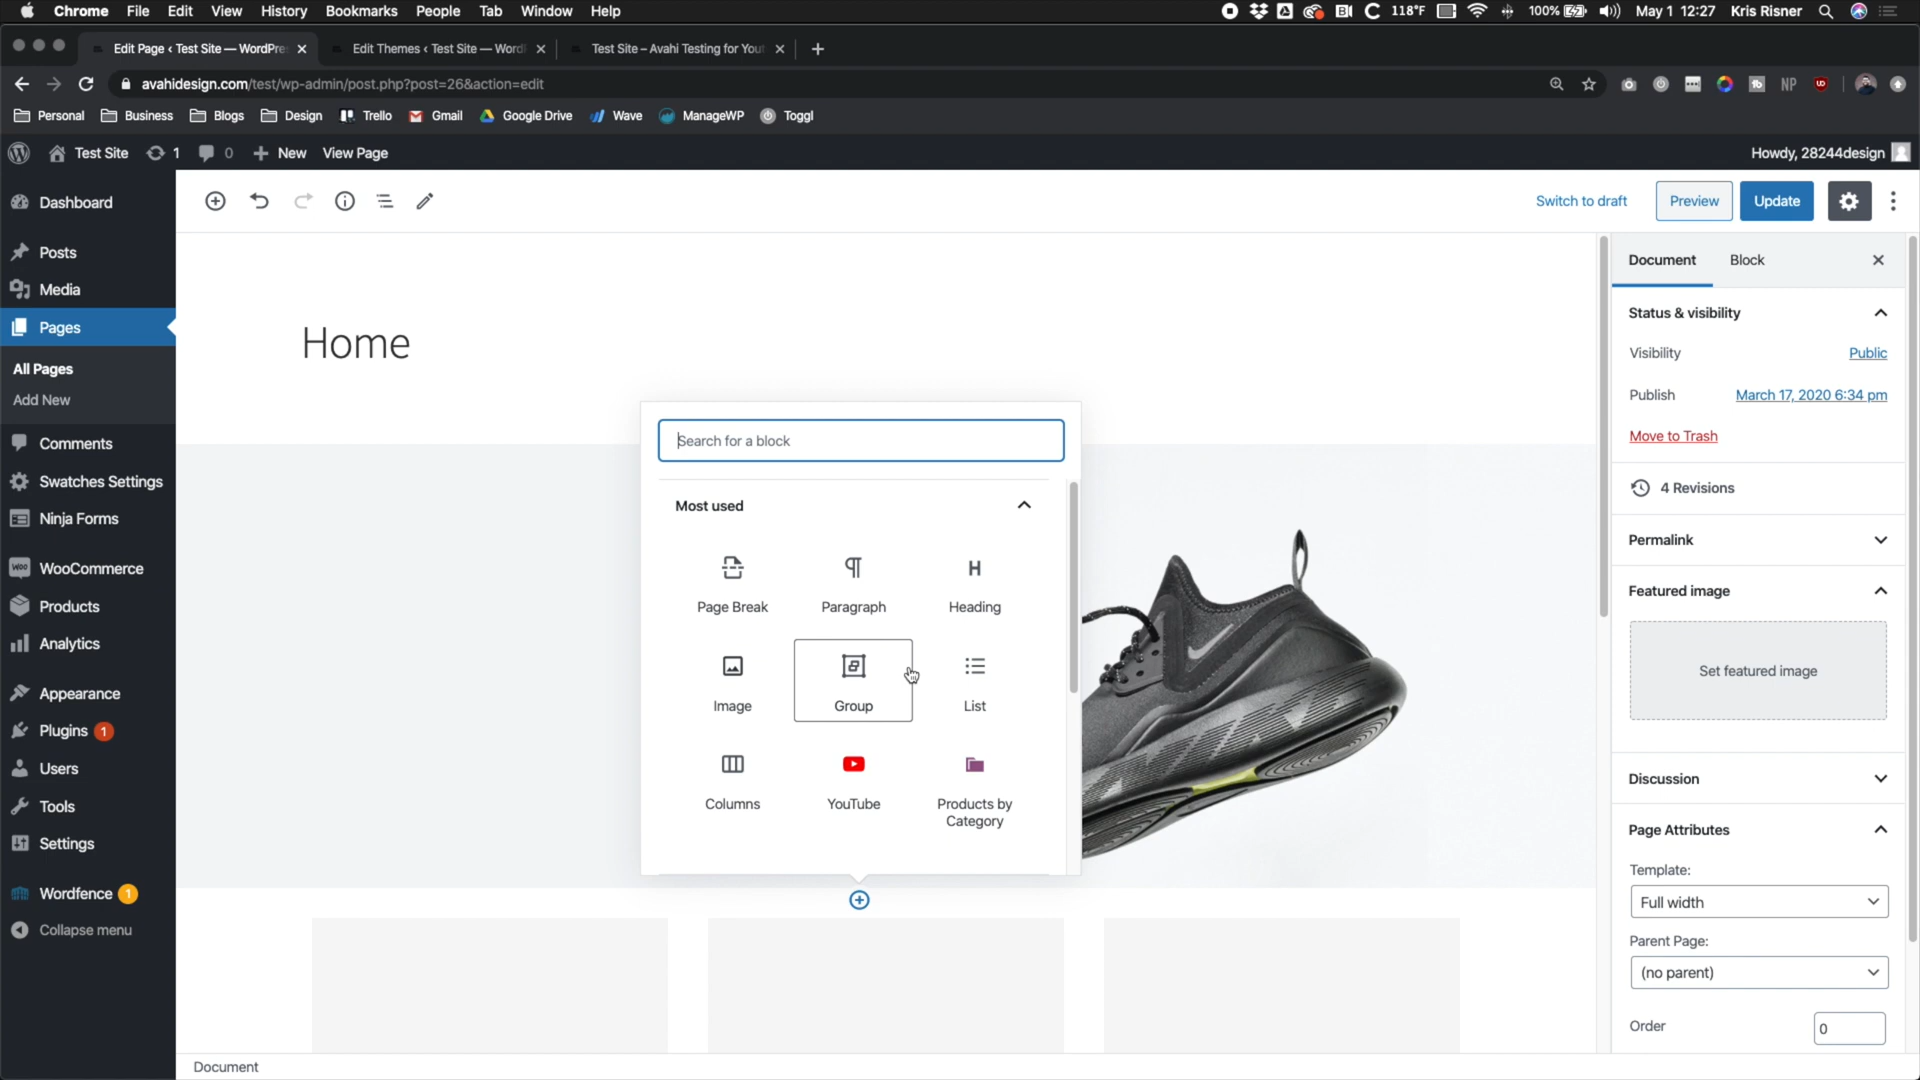 Chrome File Edit View History Bookmarks People Tab Window Help
118°F 100% May 1 12:27 Kris Risner
Edit Page ‹ Test Site — WordPre
Edit Themes ‹ Test Site — Word
Test Site – Avahi Testing for You
avahidesign.com/test/wp-admin/post.php?post=26&action=edit
NP
Personal Business Blogs Design Trello Gmail Google Drive Wave ManageWP Toggl
Test Site 1 0 New View Page
Howdy, 28244design
Dashboard
Posts
Media
Pages
All Pages
Add New
Comments
Swatches Settings
Ninja Forms
WooCommerce
Products
Analytics
Appearance
Plugins 1
Users
Tools
Settings
Wordfence 1
Collapse menu
Switch to draft
Preview
Update
Home
Search for a block
Most used
Page Break
Paragraph
Heading
Image
Group
List
Columns
YouTube
Products by
Category
Document
Block
Status & visibility
Visibility
Public
Publish
March 17, 2020 6:34 pm
Move to Trash
4 Revisions
Permalink
Featured image
Set featured image
Discussion
Page Attributes
Template:
Full width
Parent Page:
(no parent)
Order
0
Document